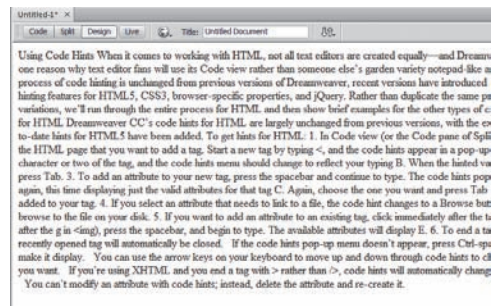 Untitled-1* ×
Code Split Design Live Title: Untitled Document
Using Code Hints When it comes to working with HTML, not all text editors are created equally—and Dreamw
one reason why text editor fans will use its Code view rather than someone else's garden variety notepad-like a
process of code hinting is unchanged from previous versions of Dreamweaver, recent versions have introduced
hinting features for HTML5, CSS3, browser-specific properties, and jQuery. Rather than duplicate the same pr
variations, we'll run through the entire process for HTML and then show brief examples for the other types of c
for HTML Dreamweaver CC's code hints for HTML are largely unchanged from previous versions, with the ex
to-date hints for HTML5 have been added. To get hints for HTML: 1. In Code view (or the Code pane of Spli
the HTML page that you want to add a tag. Start a new tag by typing <, and the code hints appear in a pop-up
character or two of the tag, and the code hints menu should change to reflect your typing B. When the hinted va
press Tab. 3. To add an attribute to your new tag, press the spacebar and continue to type. The code hints pop
again, this time displaying just the valid attributes for that tag C. Again, choose the one you want and press Tab
added to your tag. 4. If you select an attribute that needs to link to a file, the code hint changes to a Browse but
browse to the file on your disk. 5. If you want to add an attribute to an existing tag, click immediately after the ta
after the g in <img), press the spacebar, and begin to type. The available attributes will display E. 6. To end a ta
recently opened tag will automatically be closed. If the code hints pop-up menu doesn't appear, press Ctrl-spa
make it display. You can use the arrow keys on your keyboard to move up and down through code hints to cl
you want. If you're using XHTML and you end a tag with > rather than />, code hints will automatically chang
You can't modify an attribute with code hints; instead, delete the attribute and re-create it.